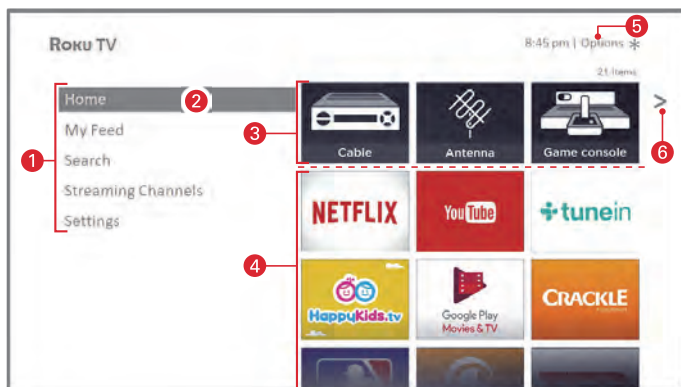 ROKU TV
8:45 pm | Options ✳
5
21 Items
Home
2
My Feed
Search
Streaming Channels
Settings
1
3
Cable
Antenna
Game console
>
6
4
NETFLIX
YouTube
tunein
HappyKids.tv
Google Play
Movies & TV
CRACKLE